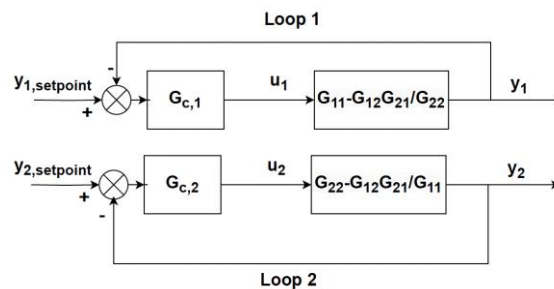 Loop 1
-
y1,setpoint
+
Gc,1
u1
G11-G12G21/G22
y1
y2,setpoint
+
-
Gc,2
u2
G22-G12G21/G11
y2
Loop 2